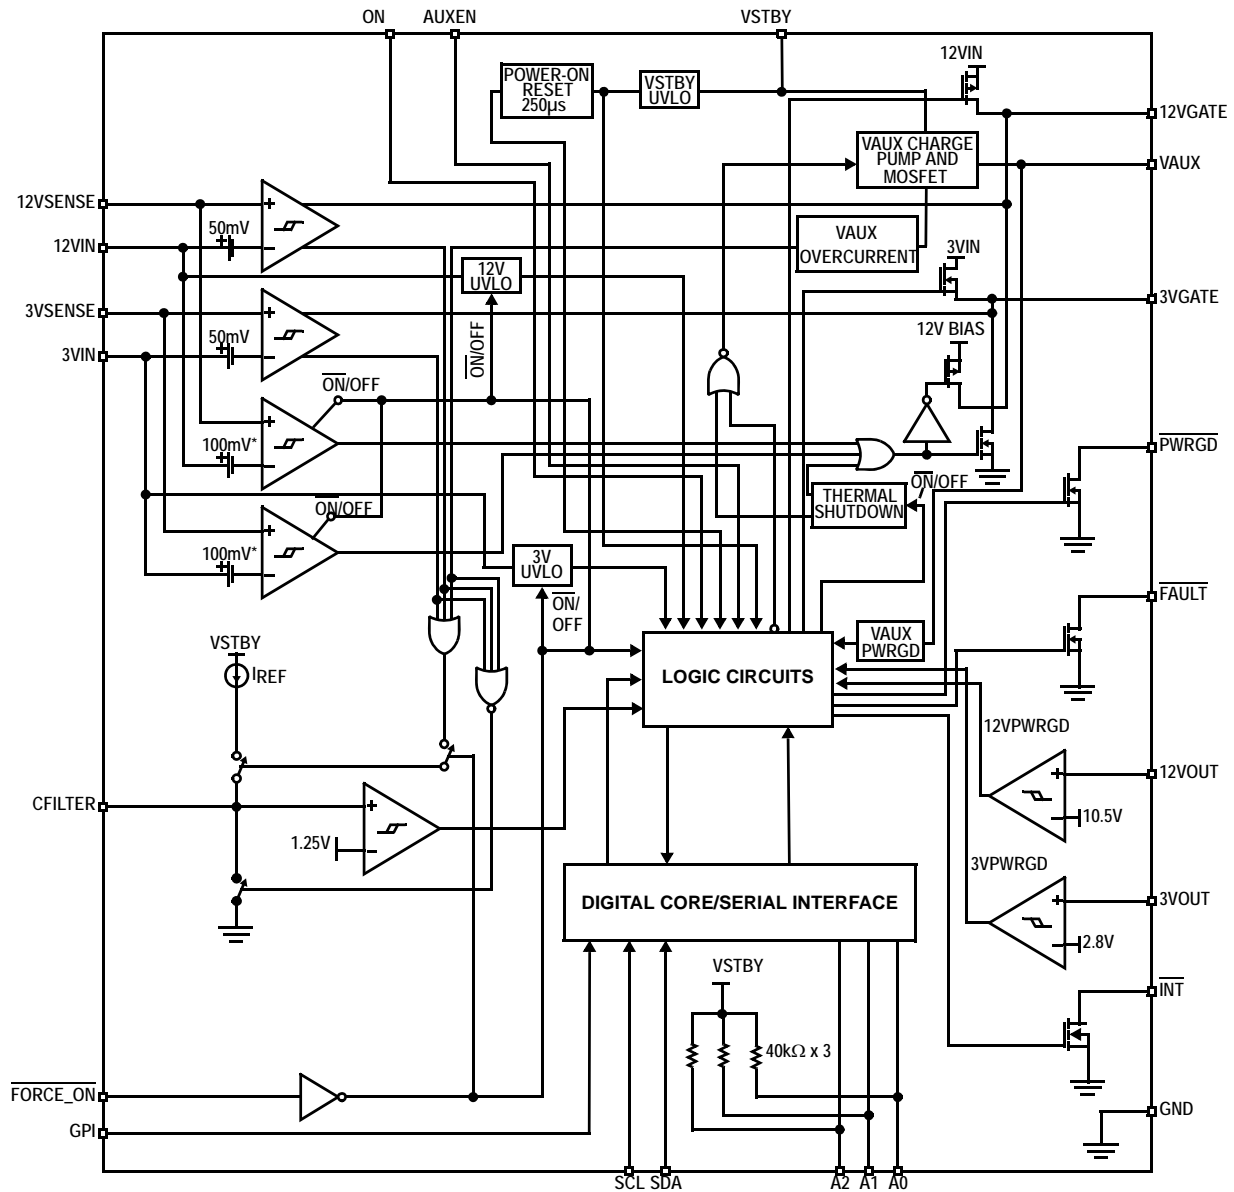 ON
AUXEN
VSTBY
12VIN
POWER-ON
RESET
250µs
VSTBY
UVLO
12VGATE
VAUX CHARGE
PUMP AND
MOSFET
VAUX
12VSENSE
50mV
12VIN
VAUX
OVERCURRENT
3VIN
12V
UVLO
3VSENSE
3VGATE
50mV
3VIN
ON/OFF
12V BIAS
ON/OFF
100mV*
PWRGD
ON/OFF
THERMAL
SHUTDOWN
ON/OFF
100mV*
3V
UVLO
ON/
OFF
FAULT
VSTBY
IREF
LOGIC CIRCUITS
VAUX
PWRGD
12VPWRGD
12VOUT
10.5V
CFILTER
1.25V
3VPWRGD
DIGITAL CORE/SERIAL INTERFACE
3VOUT
2.8V
VSTBY
INT
40kΩ x 3
FORCE_ON
GPI
GND
SCL SDA
A2 A1 A0
+
−
+
−
+
−
+
−
+
−
+
−
+
−
+
+
+
+